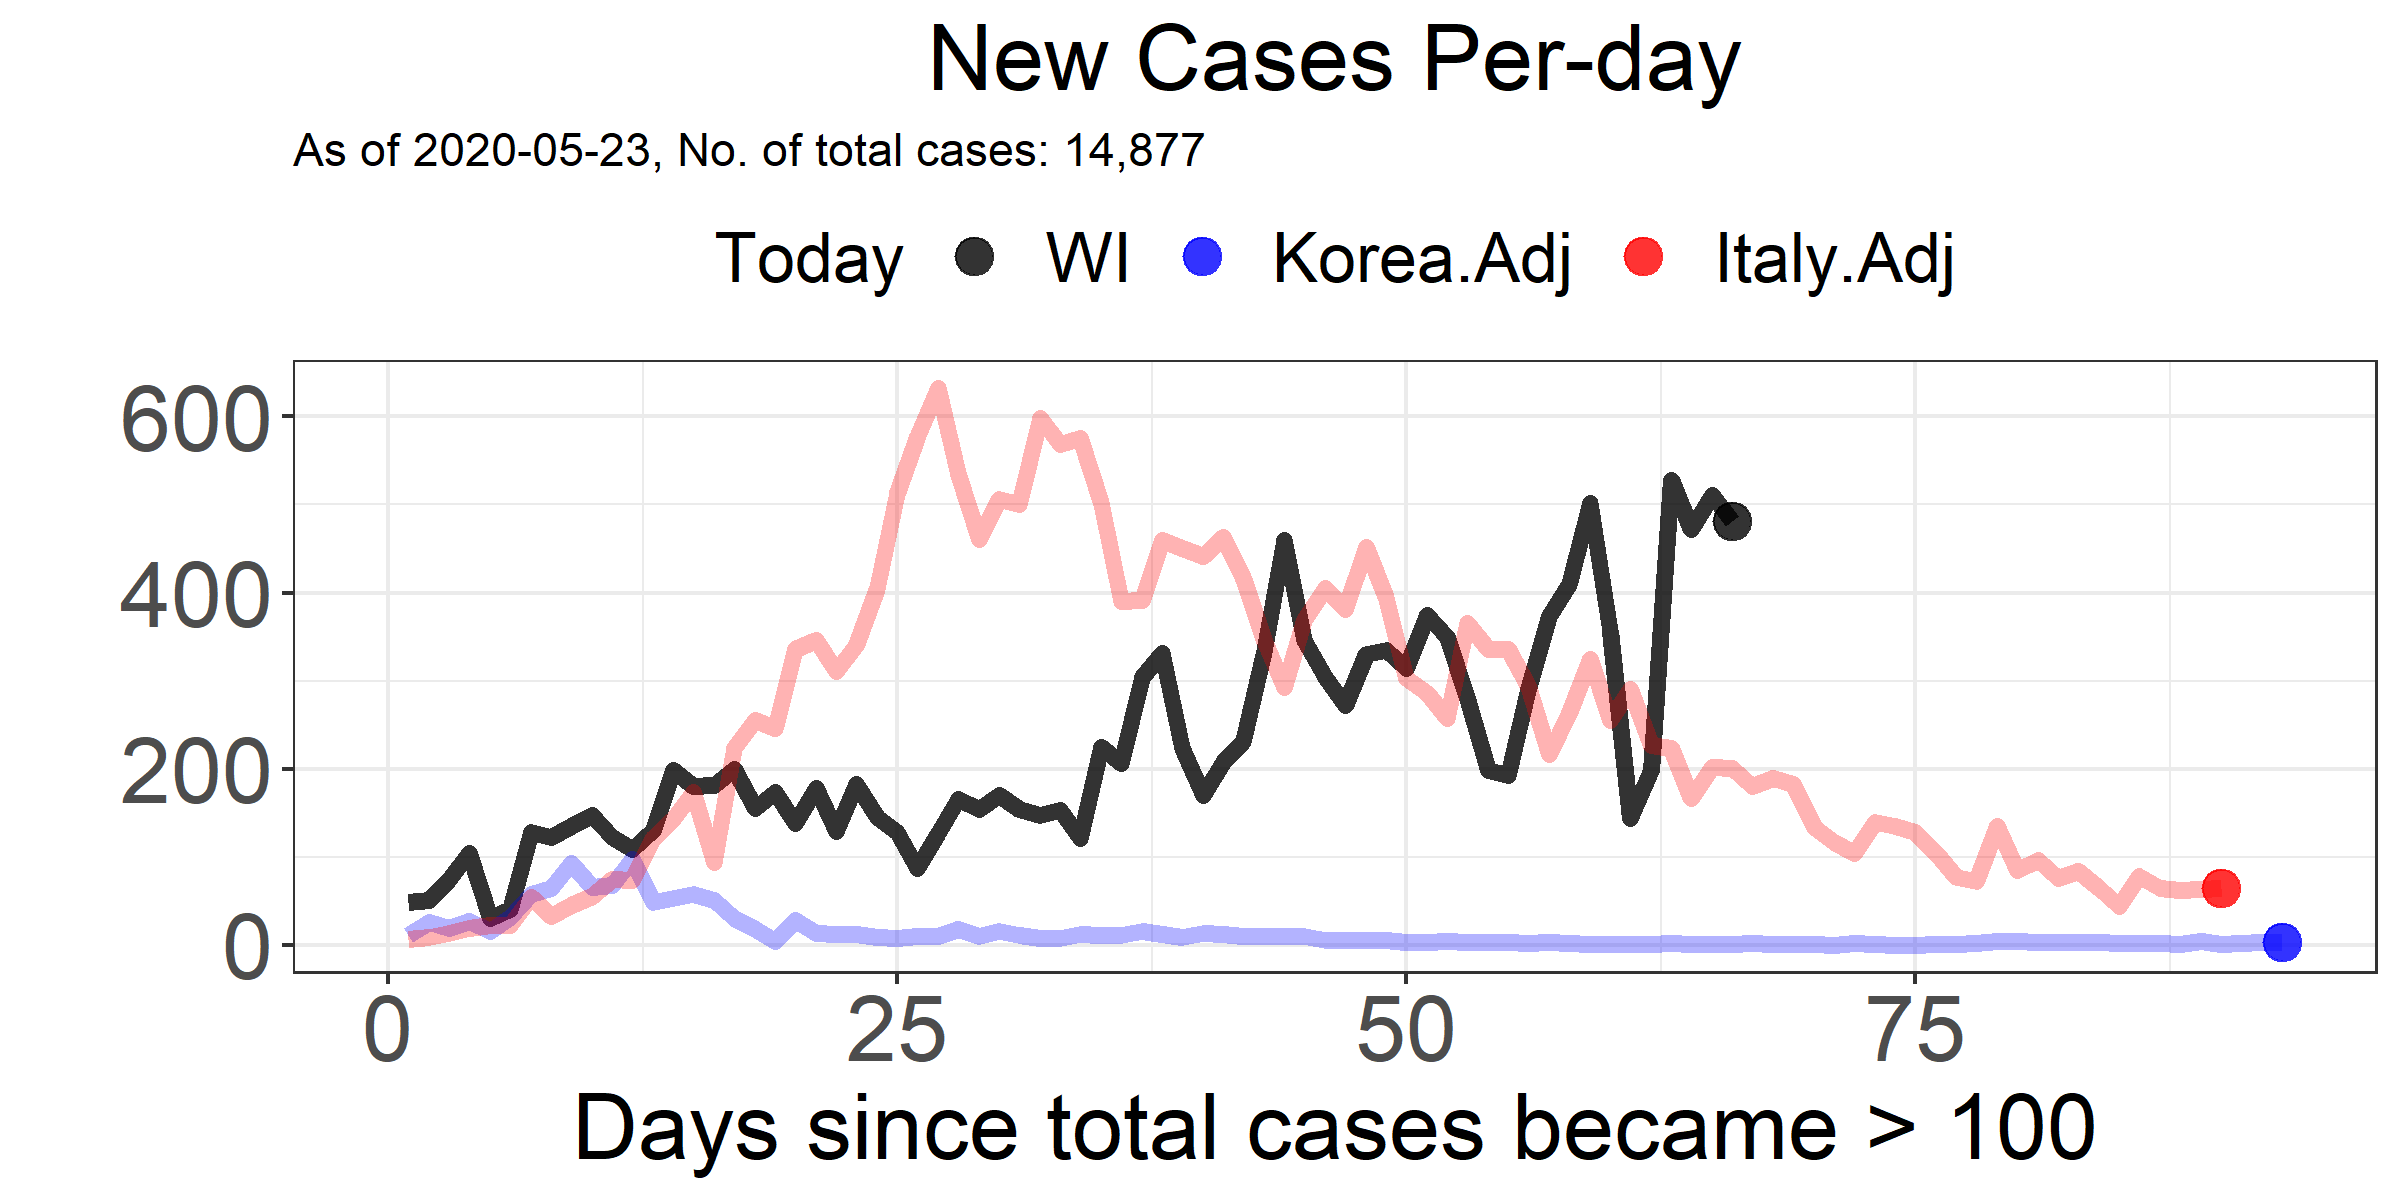 New Cases Per-day
As of 2020-05-23, No. of total cases: 14,877
Today WI Korea.Adj Italy.Adj
600
400
200
0
0 25 50 75
Days since total cases became > 100